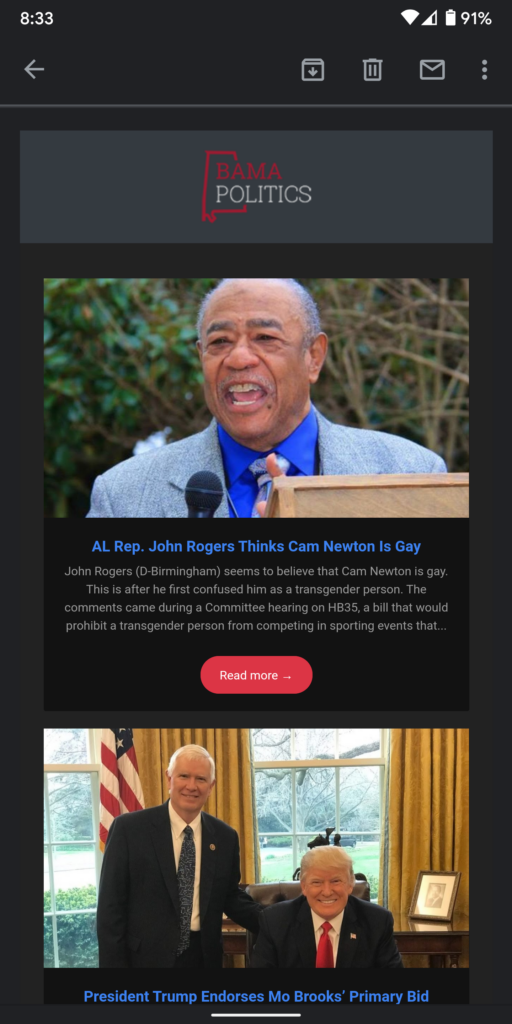 8:33
91%
BAMA
POLITICS
AL Rep. John Rogers Thinks Cam Newton Is Gay
John Rogers (D-Birmingham) seems to believe that Cam Newton is gay.
This is after he first confused him as a transgender person. The
comments came during a Committee hearing on HB35, a bill that would
prohibit a transgender person from competing in sporting events that...
Read more →
President Trump Endorses Mo Brooks’ Primary Bid